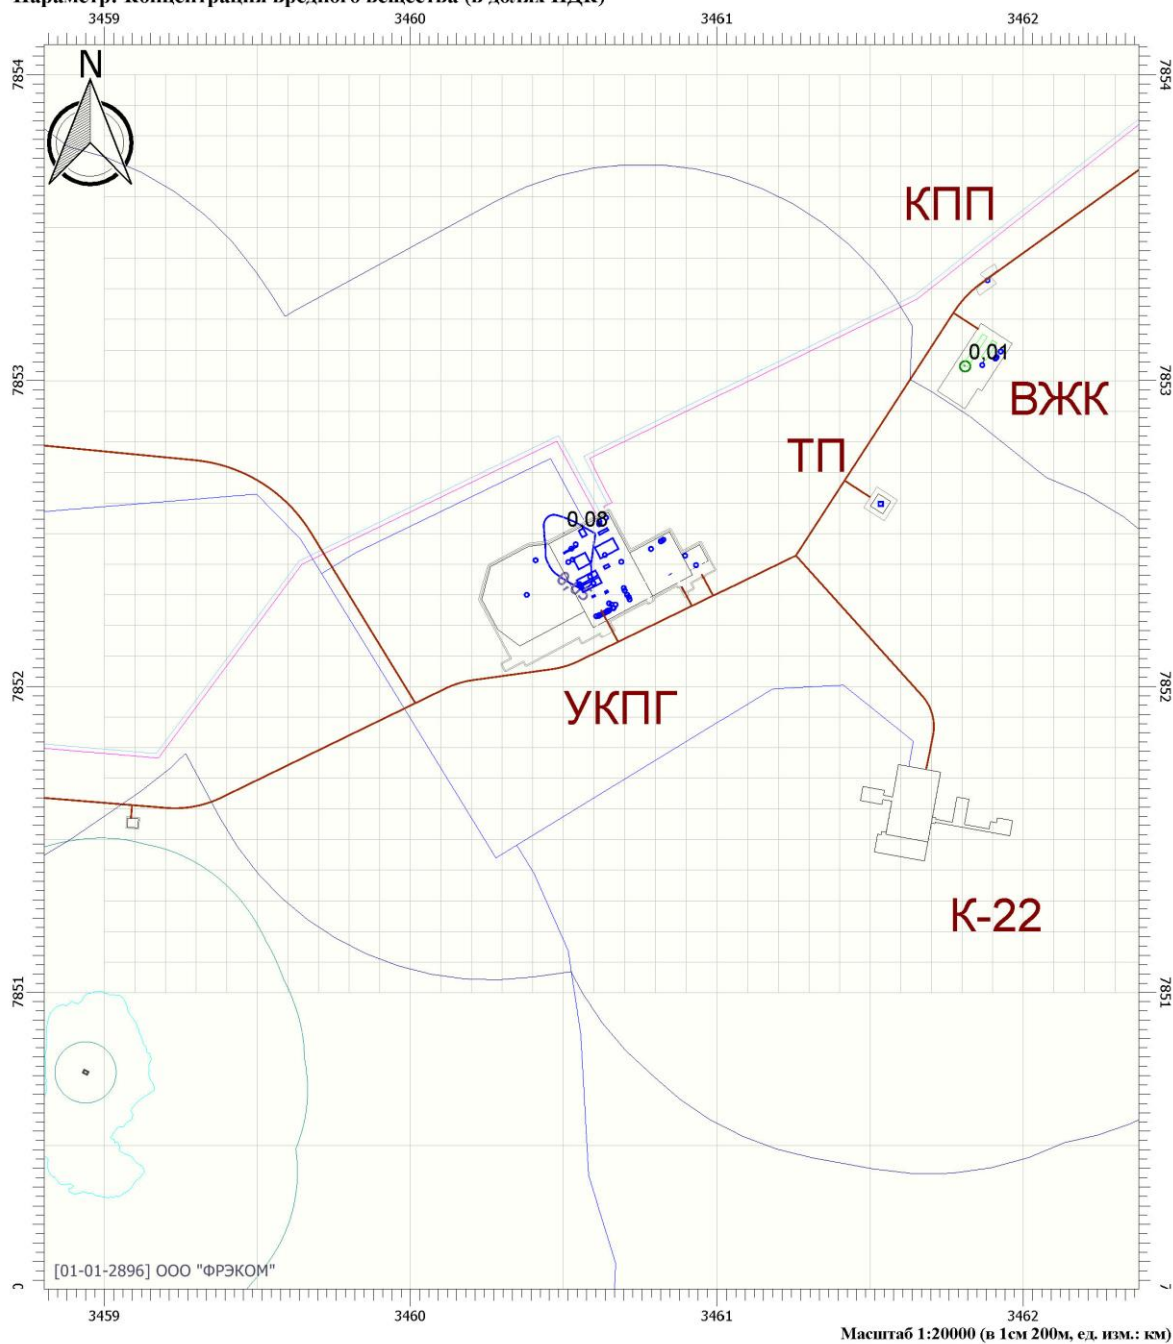 Параметр: Концентрация вредного вещества (в долях ПДК)
3459 3460 3461 3462
7854 7854
N
КПП
0,01
7853 7853
ВЖК
ТП
0,08
7852 7852
УКПГ
К-22
7851 7851
[01-01-2896] ООО "ФРЭКОМ"
3459 3460 3461 3462
Масштаб 1:20000 (в 1см 200м, ед. изм.: км)